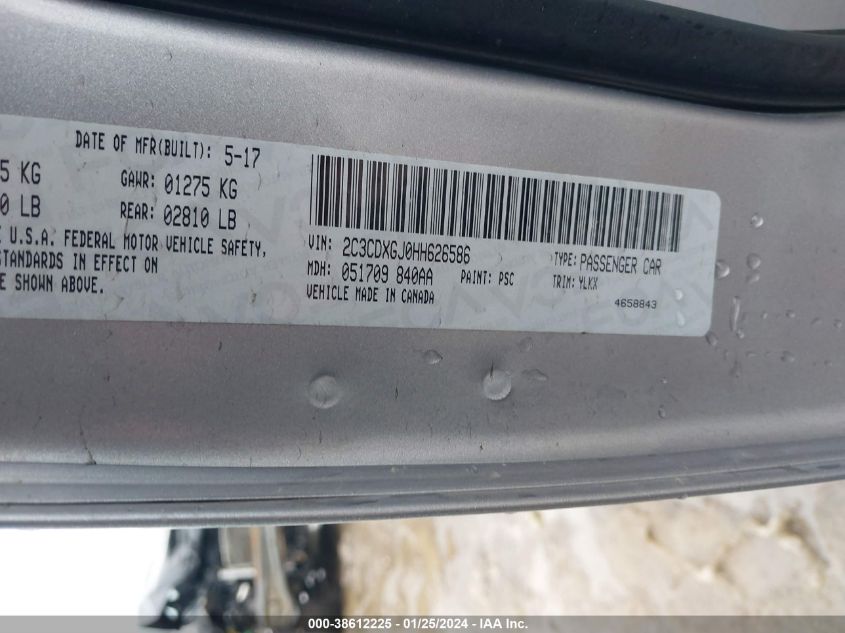 DATE OF MFR(BUILT): 5-17
5 KG GAWR: 01275 KG
0 LB REAR: 02810 LB
U.S.A. FEDERAL MOTOR VEHICLE SAFETY,
STANDARDS IN EFFECT ON
SHOWN ABOVE.
VIN: 2C3CDXGJ0HH626586 TYPE: PASSENGER CAR
MDH: 051709 840AA PAINT: PSC TRIM: YLKX
VEHICLE MADE IN CANADA 4658843
000-38612225 - 01/25/2024 - IAA Inc.